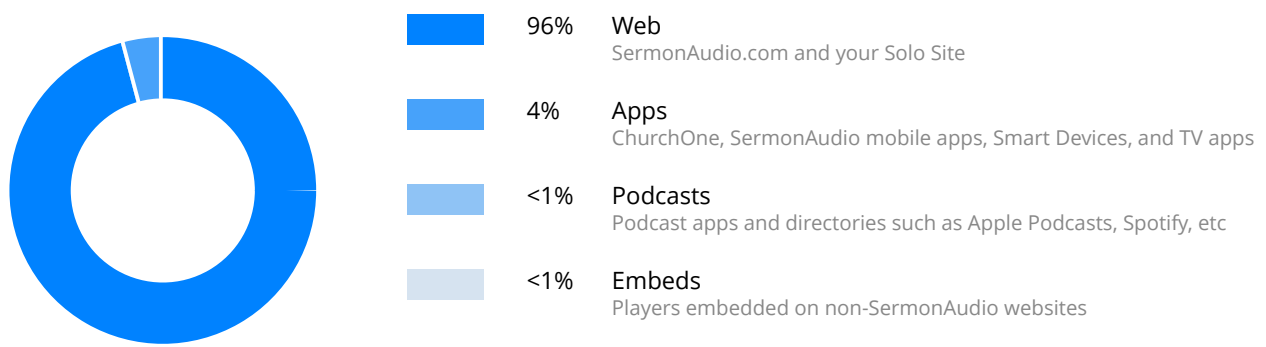 96% Web
SermonAudio.com and your Solo Site
4% Apps
ChurchOne, SermonAudio mobile apps, Smart Devices, and TV apps
<1% Podcasts
Podcast apps and directories such as Apple Podcasts, Spotify, etc
<1% Embeds
Players embedded on non-SermonAudio websites